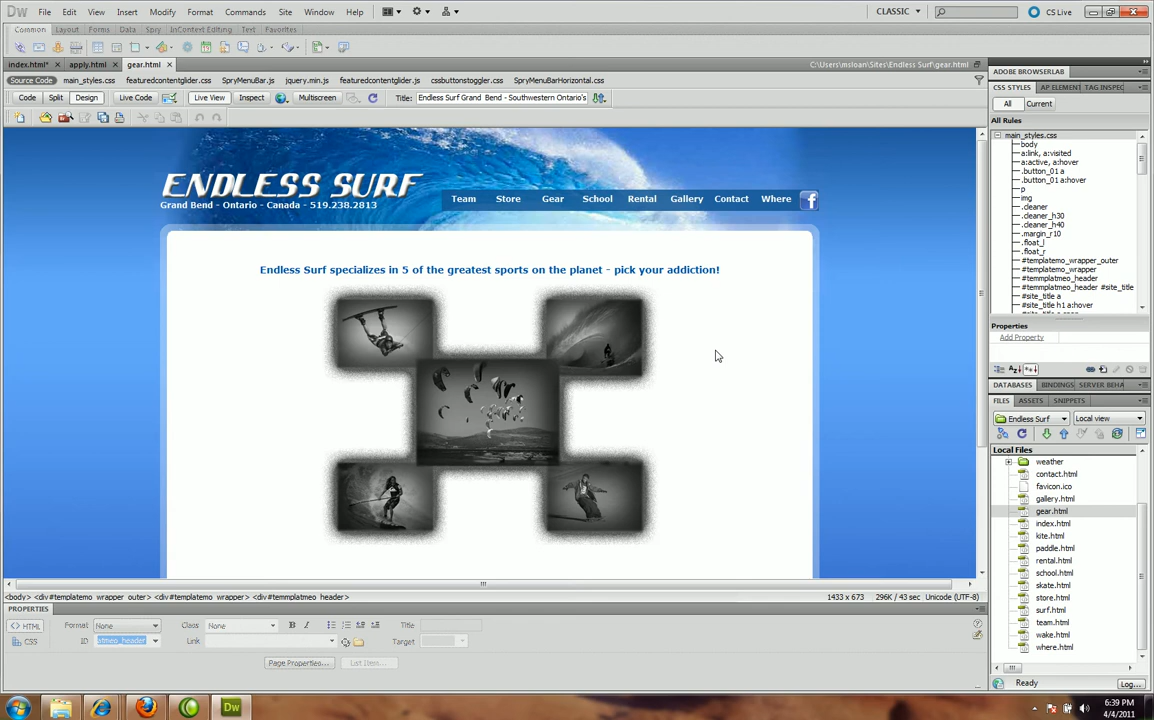 Dw File Edit View Insert Modify Format Commands Site Window Help CLASSIC CS Live
Common Layout Forms Data Spry InContext Editing Text Favorites
index.html* apply.html gear.html C:\Users\msloan\Sites\Endless Surf\gear.html
Source Code main_styles.css featuredcontentglider.css SpryMenuBar.js jquery.min.js featuredcontentglider.js cssbuttonstoggler.css SpryMenuBarHorizontal.css
Code Split Design Live Code Live View Inspect Multiscreen Title: Endless Surf Grand Bend - Southwestern Ontario's
ENDLESS SURF
Grand Bend - Ontario - Canada - 519.238.2813
Team Store Gear School Rental Gallery Contact Where f
Endless Surf specializes in 5 of the greatest sports on the planet - pick your addiction!
<body> <div#templatemo_wrapper_outer> <div#templatemo_wrapper> <div#templatmeo_header>
1433 x 673 296K / 43 sec Unicode (UTF-8)
PROPERTIES
HTML Format None Class None B I Title
CSS ID atmeo_header Link Target
Page Properties... List Item...
ADOBE BROWSERLAB
CSS STYLES AP ELEMENT TAG INSPEC
All Current
All Rules
main_styles.css
body
a:link, a:visited
a:active, a:hover
.button_01 a
.button_01 a:hover
p
img
.cleaner
.cleaner_h30
.cleaner_h40
.margin_r10
.float_l
.float_r
#templatemo_wrapper_outer
#templatemo_wrapper
#temmplatmeo_header
#temmplatmeo_header #site_title
#site_title a
#site_title h1 a:hover
Properties
Add Property
DATABASES BINDINGS SERVER BEHA
FILES ASSETS SNIPPETS
Endless Surf Local view
Local Files
weather
contact.html
favicon.ico
gallery.html
gear.html
index.html
kite.html
paddle.html
rental.html
school.html
skate.html
store.html
surf.html
team.html
wake.html
where.html
Ready Log...
Dw
6:39 PM
4/4/2011